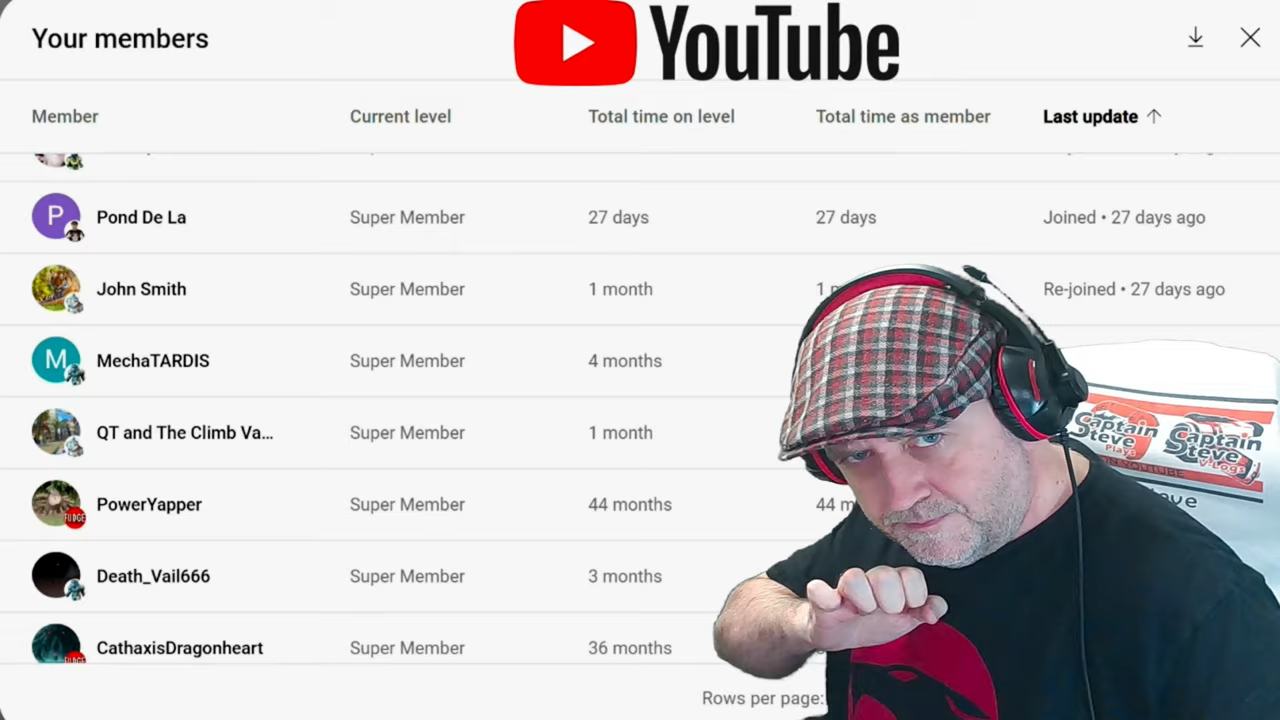 Your members
YouTube
Member Current level Total time on level Total time as member Last update
P Pond De La Super Member 27 days 27 days Joined • 27 days ago
John Smith Super Member 1 month Re-joined • 27 days ago
M MechaTARDIS Super Member 4 months
QT and The Climb Va... Super Member 1 month
PowerYapper Super Member 44 months 44 m
FUDGE
Death_Vail666 Super Member 3 months
CathaxisDragonheart Super Member 36 months
Rows per page:
Captain Steve Plays
Captain Steve V-Logs